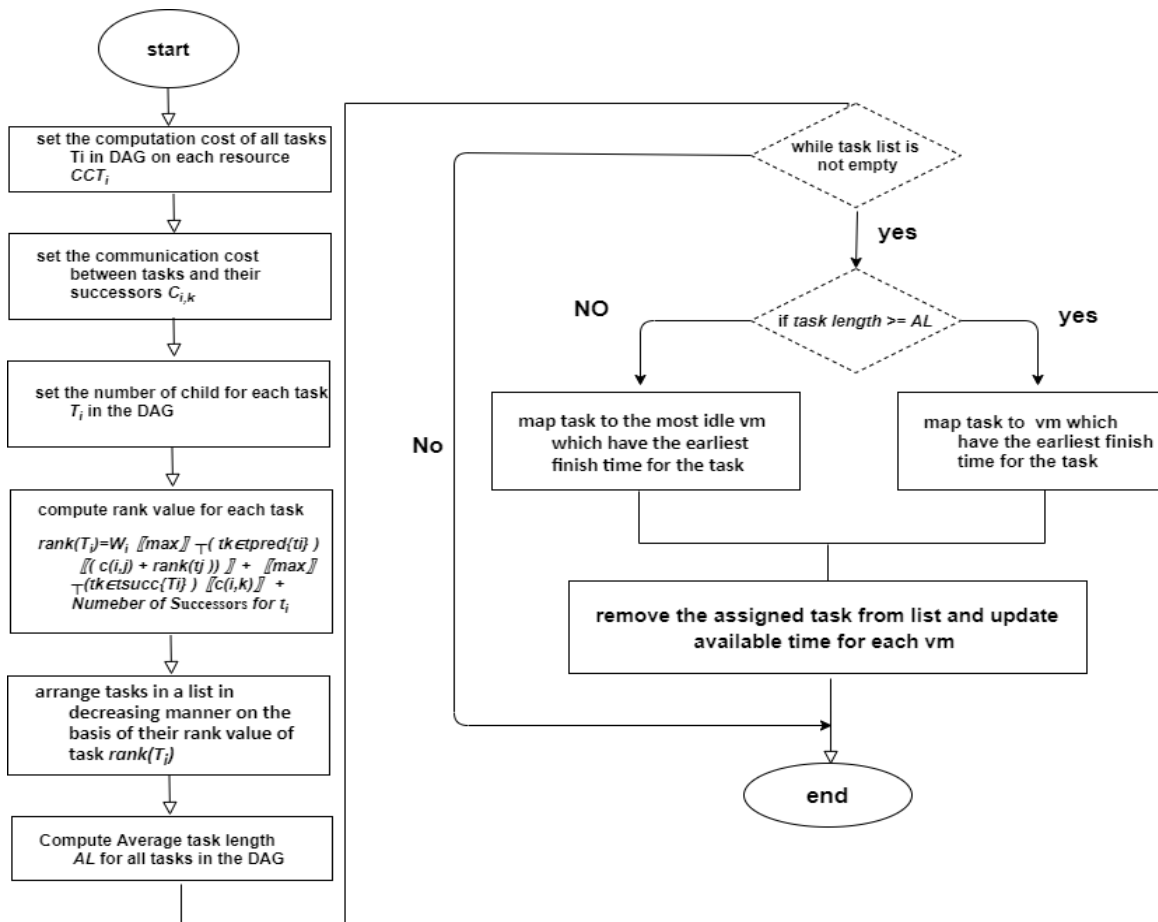 start
set the computation cost of all tasks
Ti in DAG on each resource
CCTi
set the communication cost
between tasks and their
successors Ci,k
set the number of child for each task
Ti in the DAG
compute rank value for each task
rank(Ti)=Wi 〖max〗 ┬( tk∈tpred{ti} )
〖( c(i,j) + rank(tj) )〗 + 〖max〗
┬(tk∈tsucc{Ti} ) 〖c(i,k)〗 +
Numeber of Successors for ti
arrange tasks in a list in
decreasing manner on the
basis of their rank value of
task rank(Ti)
Compute Average task length
AL for all tasks in the DAG
while task list is
not empty
yes
No
if task length >= AL
NO
yes
map task to the most idle vm
which have the earliest
finish time for the task
map task to vm which
have the earliest finish
time for the task
remove the assigned task from list and update
available time for each vm
end